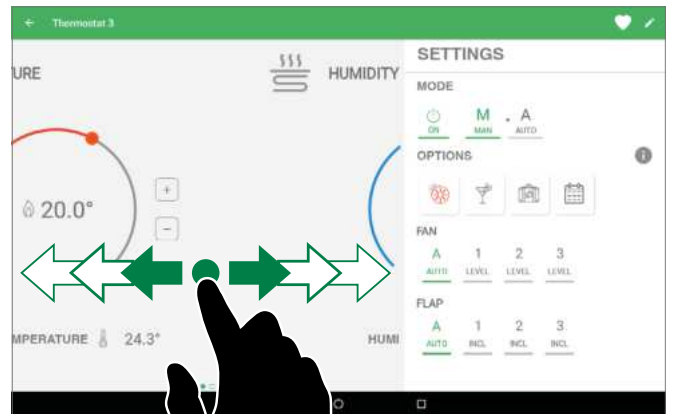 Thermostat 3
URE
HUMIDITY
20.0°
+
−
MPERATURE 24.3°
HUMI
SETTINGS
MODE
ON
M
MAN
A
AUTO
OPTIONS
i
FAN
A 1 2 3
AUTO LEVEL LEVEL LEVEL
FLAP
A 1 2 3
AUTO INCL. INCL. INCL.